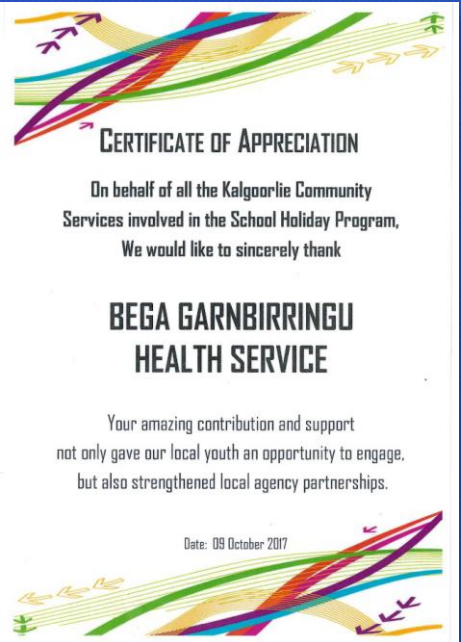 CERTIFICATE OF APPRECIATION
On behalf of all the Kalgoorlie Community
Services involved in the School Holiday Program,
We would like to sincerely thank
BEGA GARNBIRRINGU
HEALTH SERVICE
Your amazing contribution and support
not only gave our local youth an opportunity to engage,
but also strengthened local agency partnerships.
Date: 09 October 2017